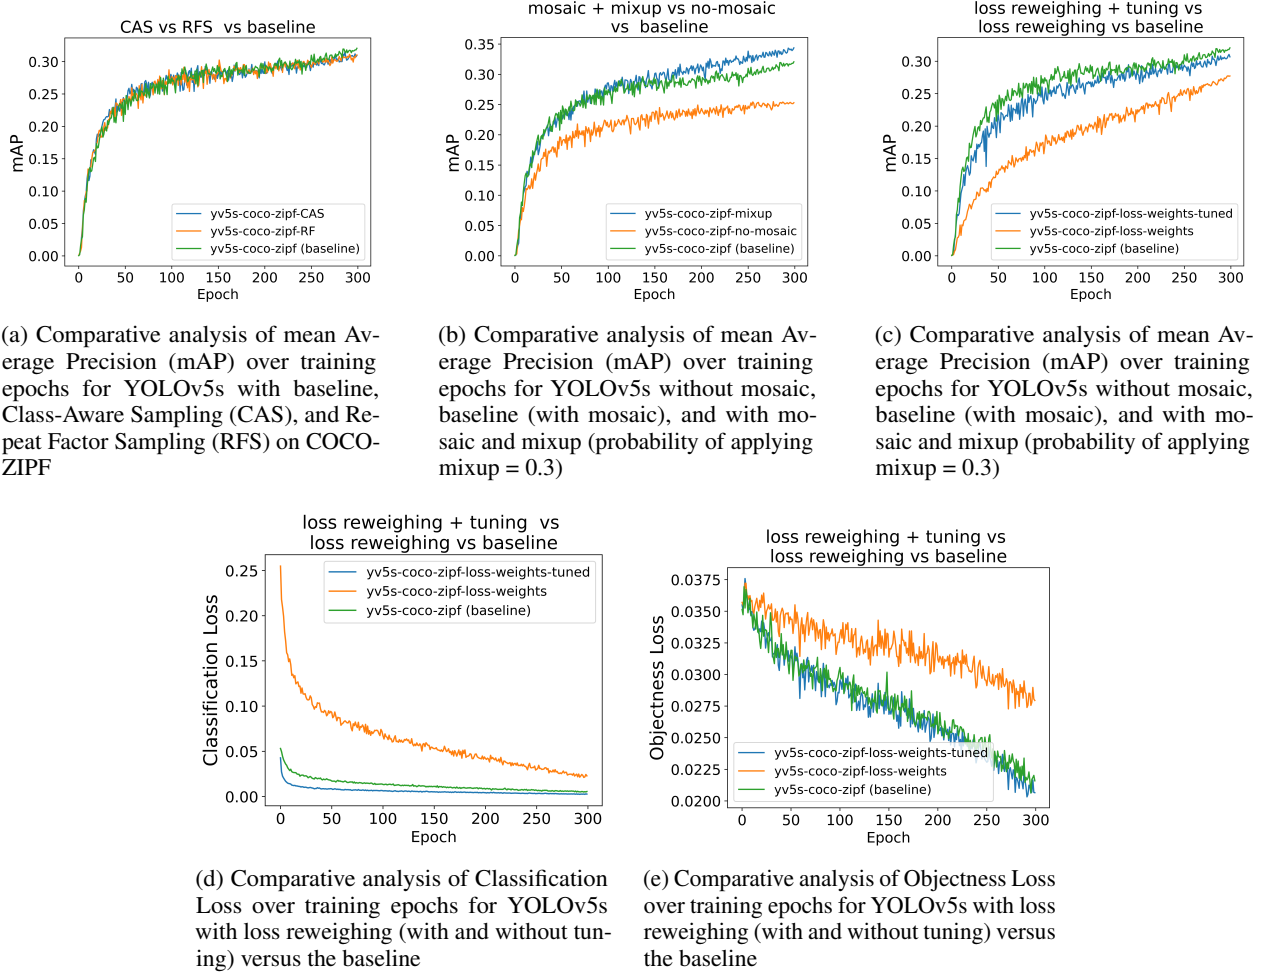 CAS vs RFS  vs baseline
mAP
0.30
0.25
0.20
0.15
0.10
0.05
0.00
yv5s-coco-zipf-CAS
yv5s-coco-zipf-RF
yv5s-coco-zipf (baseline)
0 50 100 150 200 250 300
Epoch
(a) Comparative analysis of mean Av-
erage Precision (mAP) over training
epochs for YOLOv5s with baseline,
Class-Aware Sampling (CAS), and Re-
peat Factor Sampling (RFS) on COCO-
ZIPF
mosaic + mixup vs no-mosaic
vs  baseline
mAP
0.35
0.30
0.25
0.20
0.15
0.10
0.05
0.00
yv5s-coco-zipf-mixup
yv5s-coco-zipf-no-mosaic
yv5s-coco-zipf (baseline)
0 50 100 150 200 250 300
Epoch
(b) Comparative analysis of mean Av-
erage Precision (mAP) over training
epochs for YOLOv5s without mosaic,
baseline (with mosaic), and with mo-
saic and mixup (probability of applying
mixup = 0.3)
loss reweighing + tuning vs
loss reweighing vs baseline
mAP
0.30
0.25
0.20
0.15
0.10
0.05
0.00
yv5s-coco-zipf-loss-weights-tuned
yv5s-coco-zipf-loss-weights
yv5s-coco-zipf (baseline)
0 50 100 150 200 250 300
Epoch
(c) Comparative analysis of mean Av-
erage Precision (mAP) over training
epochs for YOLOv5s without mosaic,
baseline (with mosaic), and with mo-
saic and mixup (probability of applying
mixup = 0.3)
loss reweighing + tuning  vs
loss reweighing vs baseline
Classification Loss
0.25
0.20
0.15
0.10
0.05
0.00
yv5s-coco-zipf-loss-weights-tuned
yv5s-coco-zipf-loss-weights
yv5s-coco-zipf (baseline)
0 50 100 150 200 250 300
Epoch
(d) Comparative analysis of Classification
Loss over training epochs for YOLOv5s
with loss reweighing (with and without tun-
ing) versus the baseline
loss reweighing + tuning vs
loss reweighing vs baseline
Objectness Loss
0.0375
0.0350
0.0325
0.0300
0.0275
0.0250
0.0225
0.0200
yv5s-coco-zipf-loss-weights-tuned
yv5s-coco-zipf-loss-weights
yv5s-coco-zipf (baseline)
0 50 100 150 200 250 300
Epoch
(e) Comparative analysis of Objectness Loss
over training epochs for YOLOv5s with loss
reweighing (with and without tuning) versus
the baseline